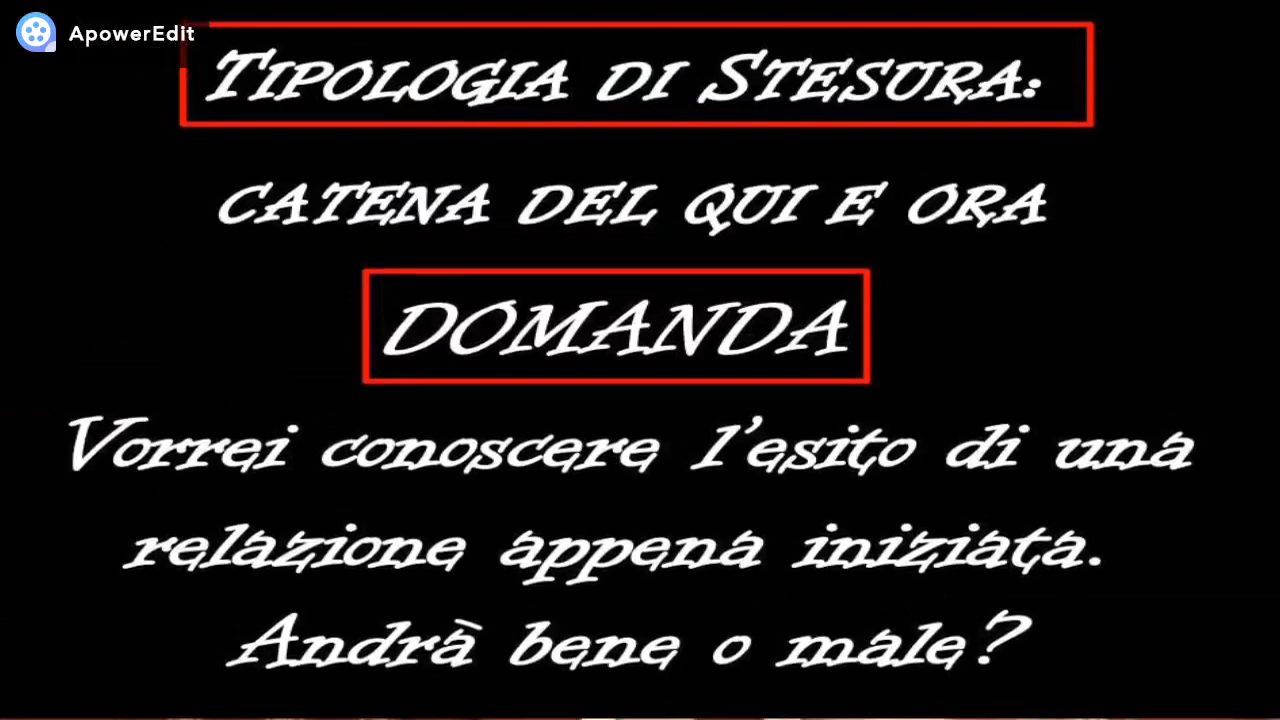 ApowerEdit
TIPOLOGIA DI STESURA:
CATENA DEL QUI E ORA
DOMANDA
Vorrei conoscere l'esito di una
relazione appena iniziata.
Andrà bene o male?